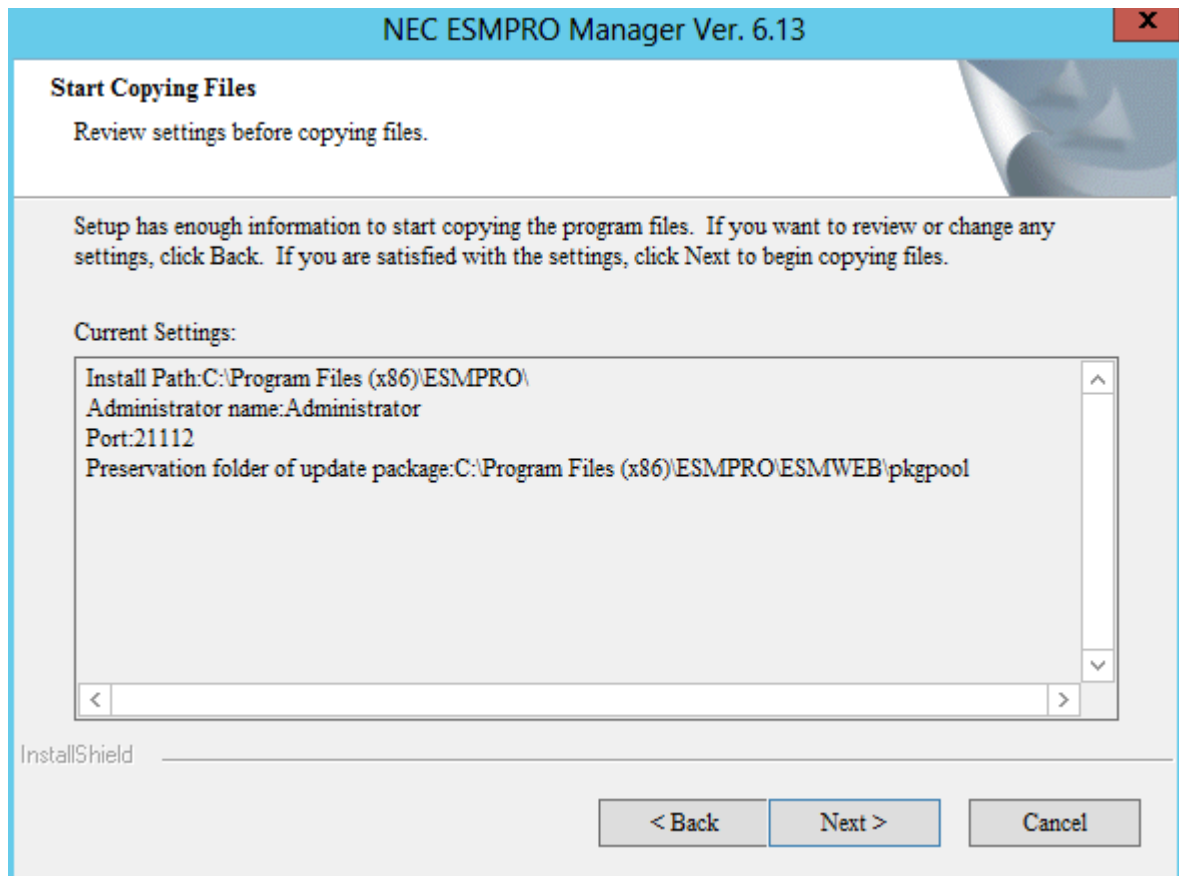 NEC ESMPRO Manager Ver. 6.13
x
Start Copying Files
Review settings before copying files.
Setup has enough information to start copying the program files.  If you want to review or change any
settings, click Back.  If you are satisfied with the settings, click Next to begin copying files.
Current Settings:
Install Path:C:\Program Files (x86)\ESMPRO\
Administrator name:Administrator
Port:21112
Preservation folder of update package:C:\Program Files (x86)\ESMPRO\ESMWEB\pkgpool
InstallShield
< Back
Next >
Cancel